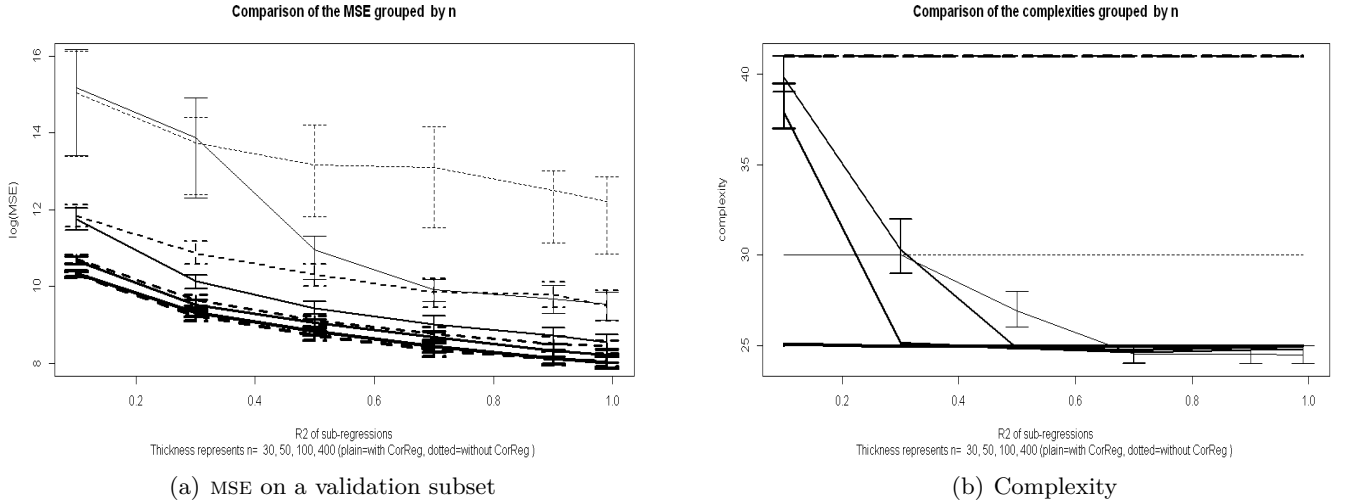 Comparison of the MSE grouped by n
log(MSE)
16
14
12
10
8
0.2
0.4
0.6
0.8
1.0
R2 of sub-regressions
Thickness represents n= 30, 50, 100, 400 (plain=with CorReg, dotted=without CorReg )
(a) MSE on a validation subset
Comparison of the complexities grouped by n
complexity
40
35
30
25
0.2
0.4
0.6
0.8
1.0
R2 of sub-regressions
Thickness represents n= 30, 50, 100, 400 (plain=with CorReg, dotted=without CorReg )
(b) Complexity